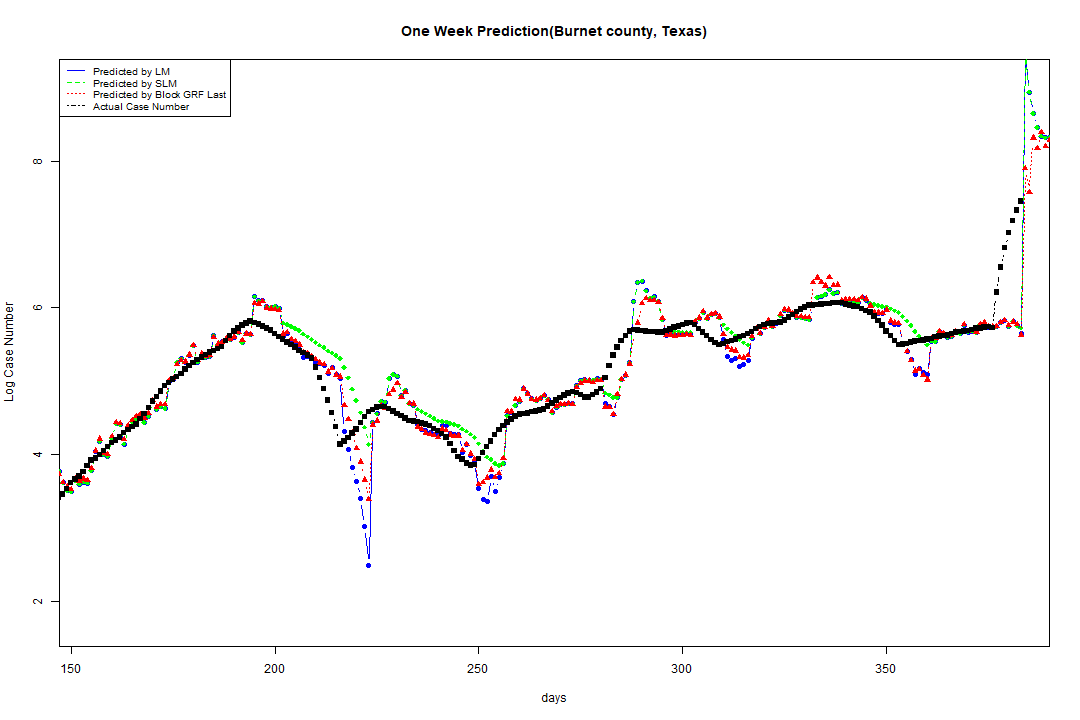 One Week Prediction(Burnet county, Texas)
Predicted by LM
Predicted by SLM
Predicted by Block GRF Last
Actual Case Number
Log Case Number
8
6
4
2
150 200 250 300 350
days